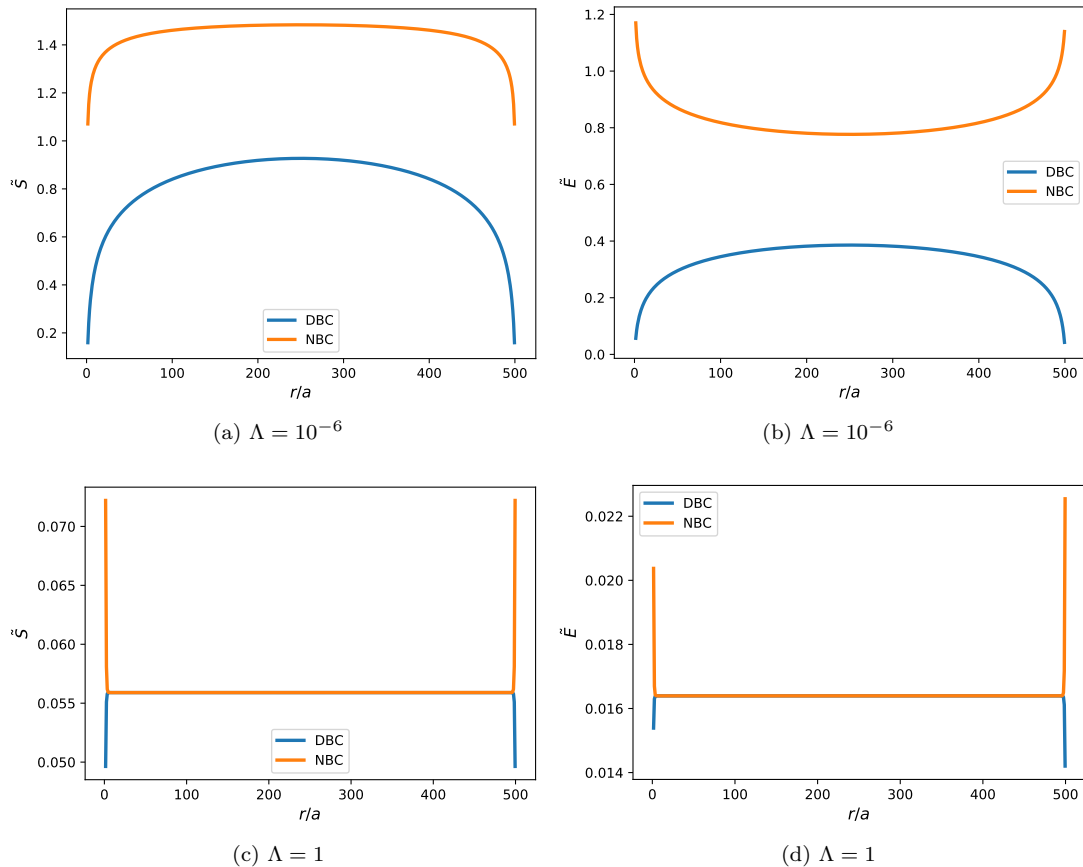 1.4
1.2
1.0
0.8
0.6
0.4
0.2
S̃
DBC
NBC
0 100 200 300 400 500
r/a
(a) Λ = 10⁻⁶
1.2
1.0
0.8
0.6
0.4
0.2
0.0
Ẽ
DBC
NBC
0 100 200 300 400 500
r/a
(b) Λ = 10⁻⁶
0.070
0.065
0.060
0.055
0.050
S̃
DBC
NBC
0 100 200 300 400 500
r/a
(c) Λ = 1
0.022
0.020
0.018
0.016
0.014
Ẽ
DBC
NBC
0 100 200 300 400 500
r/a
(d) Λ = 1